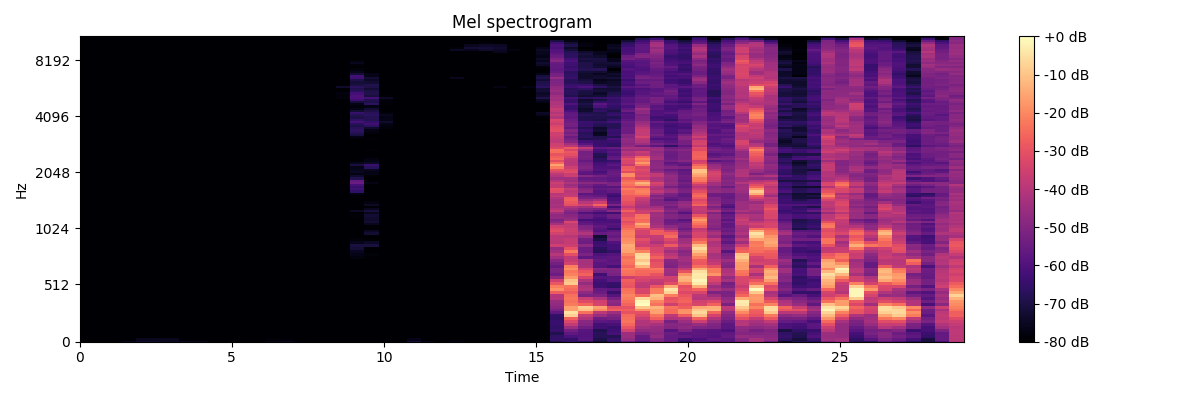 Mel spectrogram
8192
4096
2048
1024
512
0
Hz
0 5 10 15 20 25
Time
+0 dB
-10 dB
-20 dB
-30 dB
-40 dB
-50 dB
-60 dB
-70 dB
-80 dB